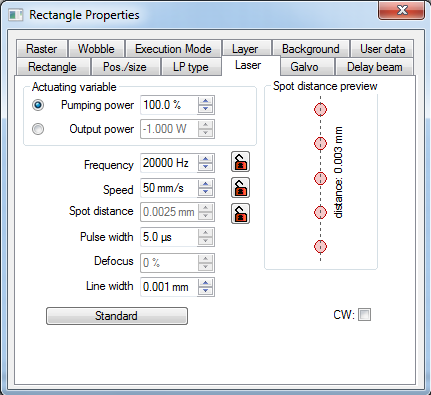 Rectangle Properties
Raster Wobble Execution Mode Layer Background User data
Rectangle Pos./size LP type Laser Galvo Delay beam
Actuating variable
Pumping power 100.0 %
Output power -1.000 W
Frequency 20000 Hz
Speed 50 mm/s
Spot distance 0.0025 mm
Pulse width 5.0 µs
Defocus 0 %
Line width 0.001 mm
Standard
Spot distance preview
distance: 0.003 mm
CW: